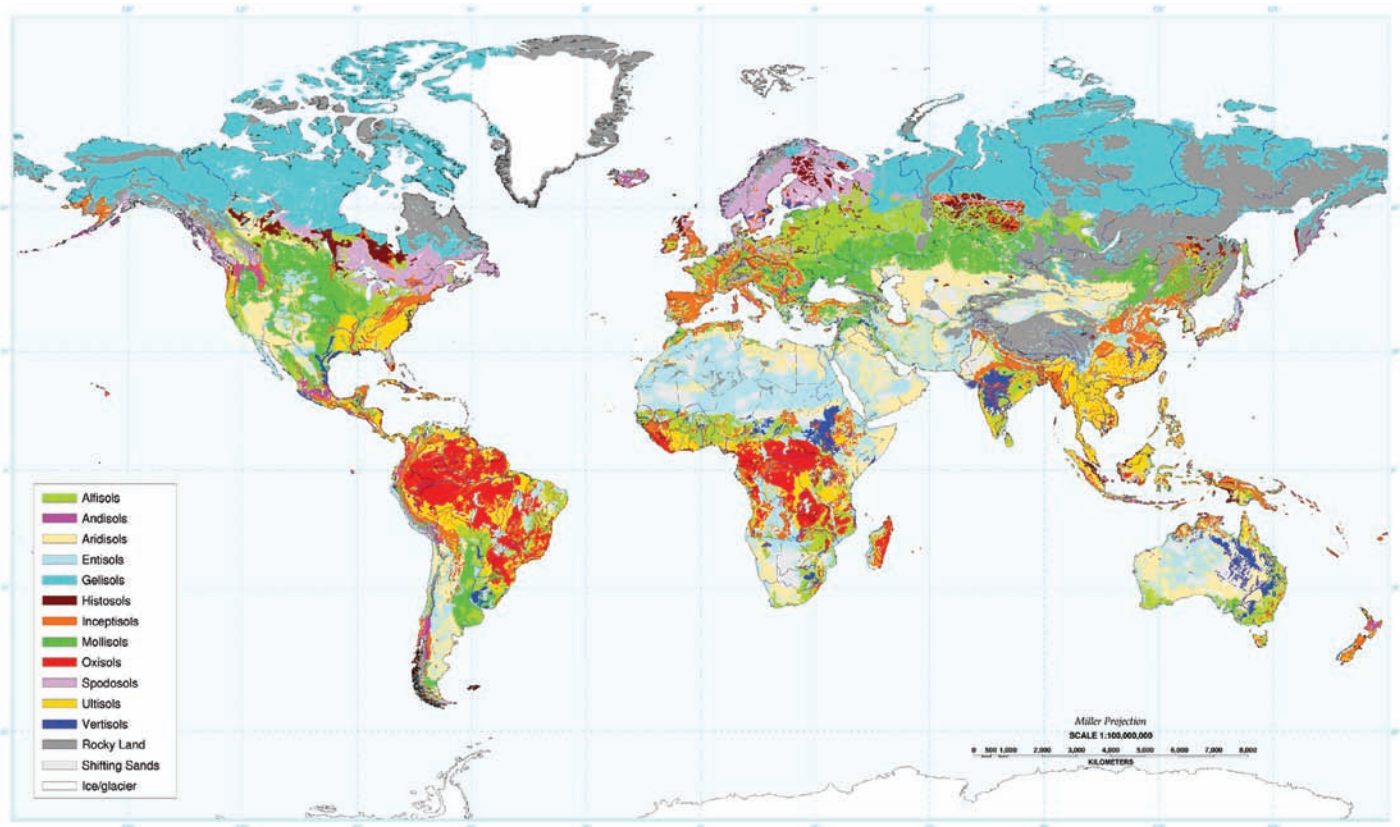 Alfisols
Andisols
Aridisols
Entisols
Gelisols
Histosols
Inceptisols
Mollisols
Oxisols
Spodosols
Ultisols
Vertisols
Rocky Land
Shifting Sands
Ice/glacier
Miller Projection
SCALE 1:100,000,000
0 500 1,000 2,000 3,000 4,000 5,000 6,000 7,000 8,000
KILOMETERS